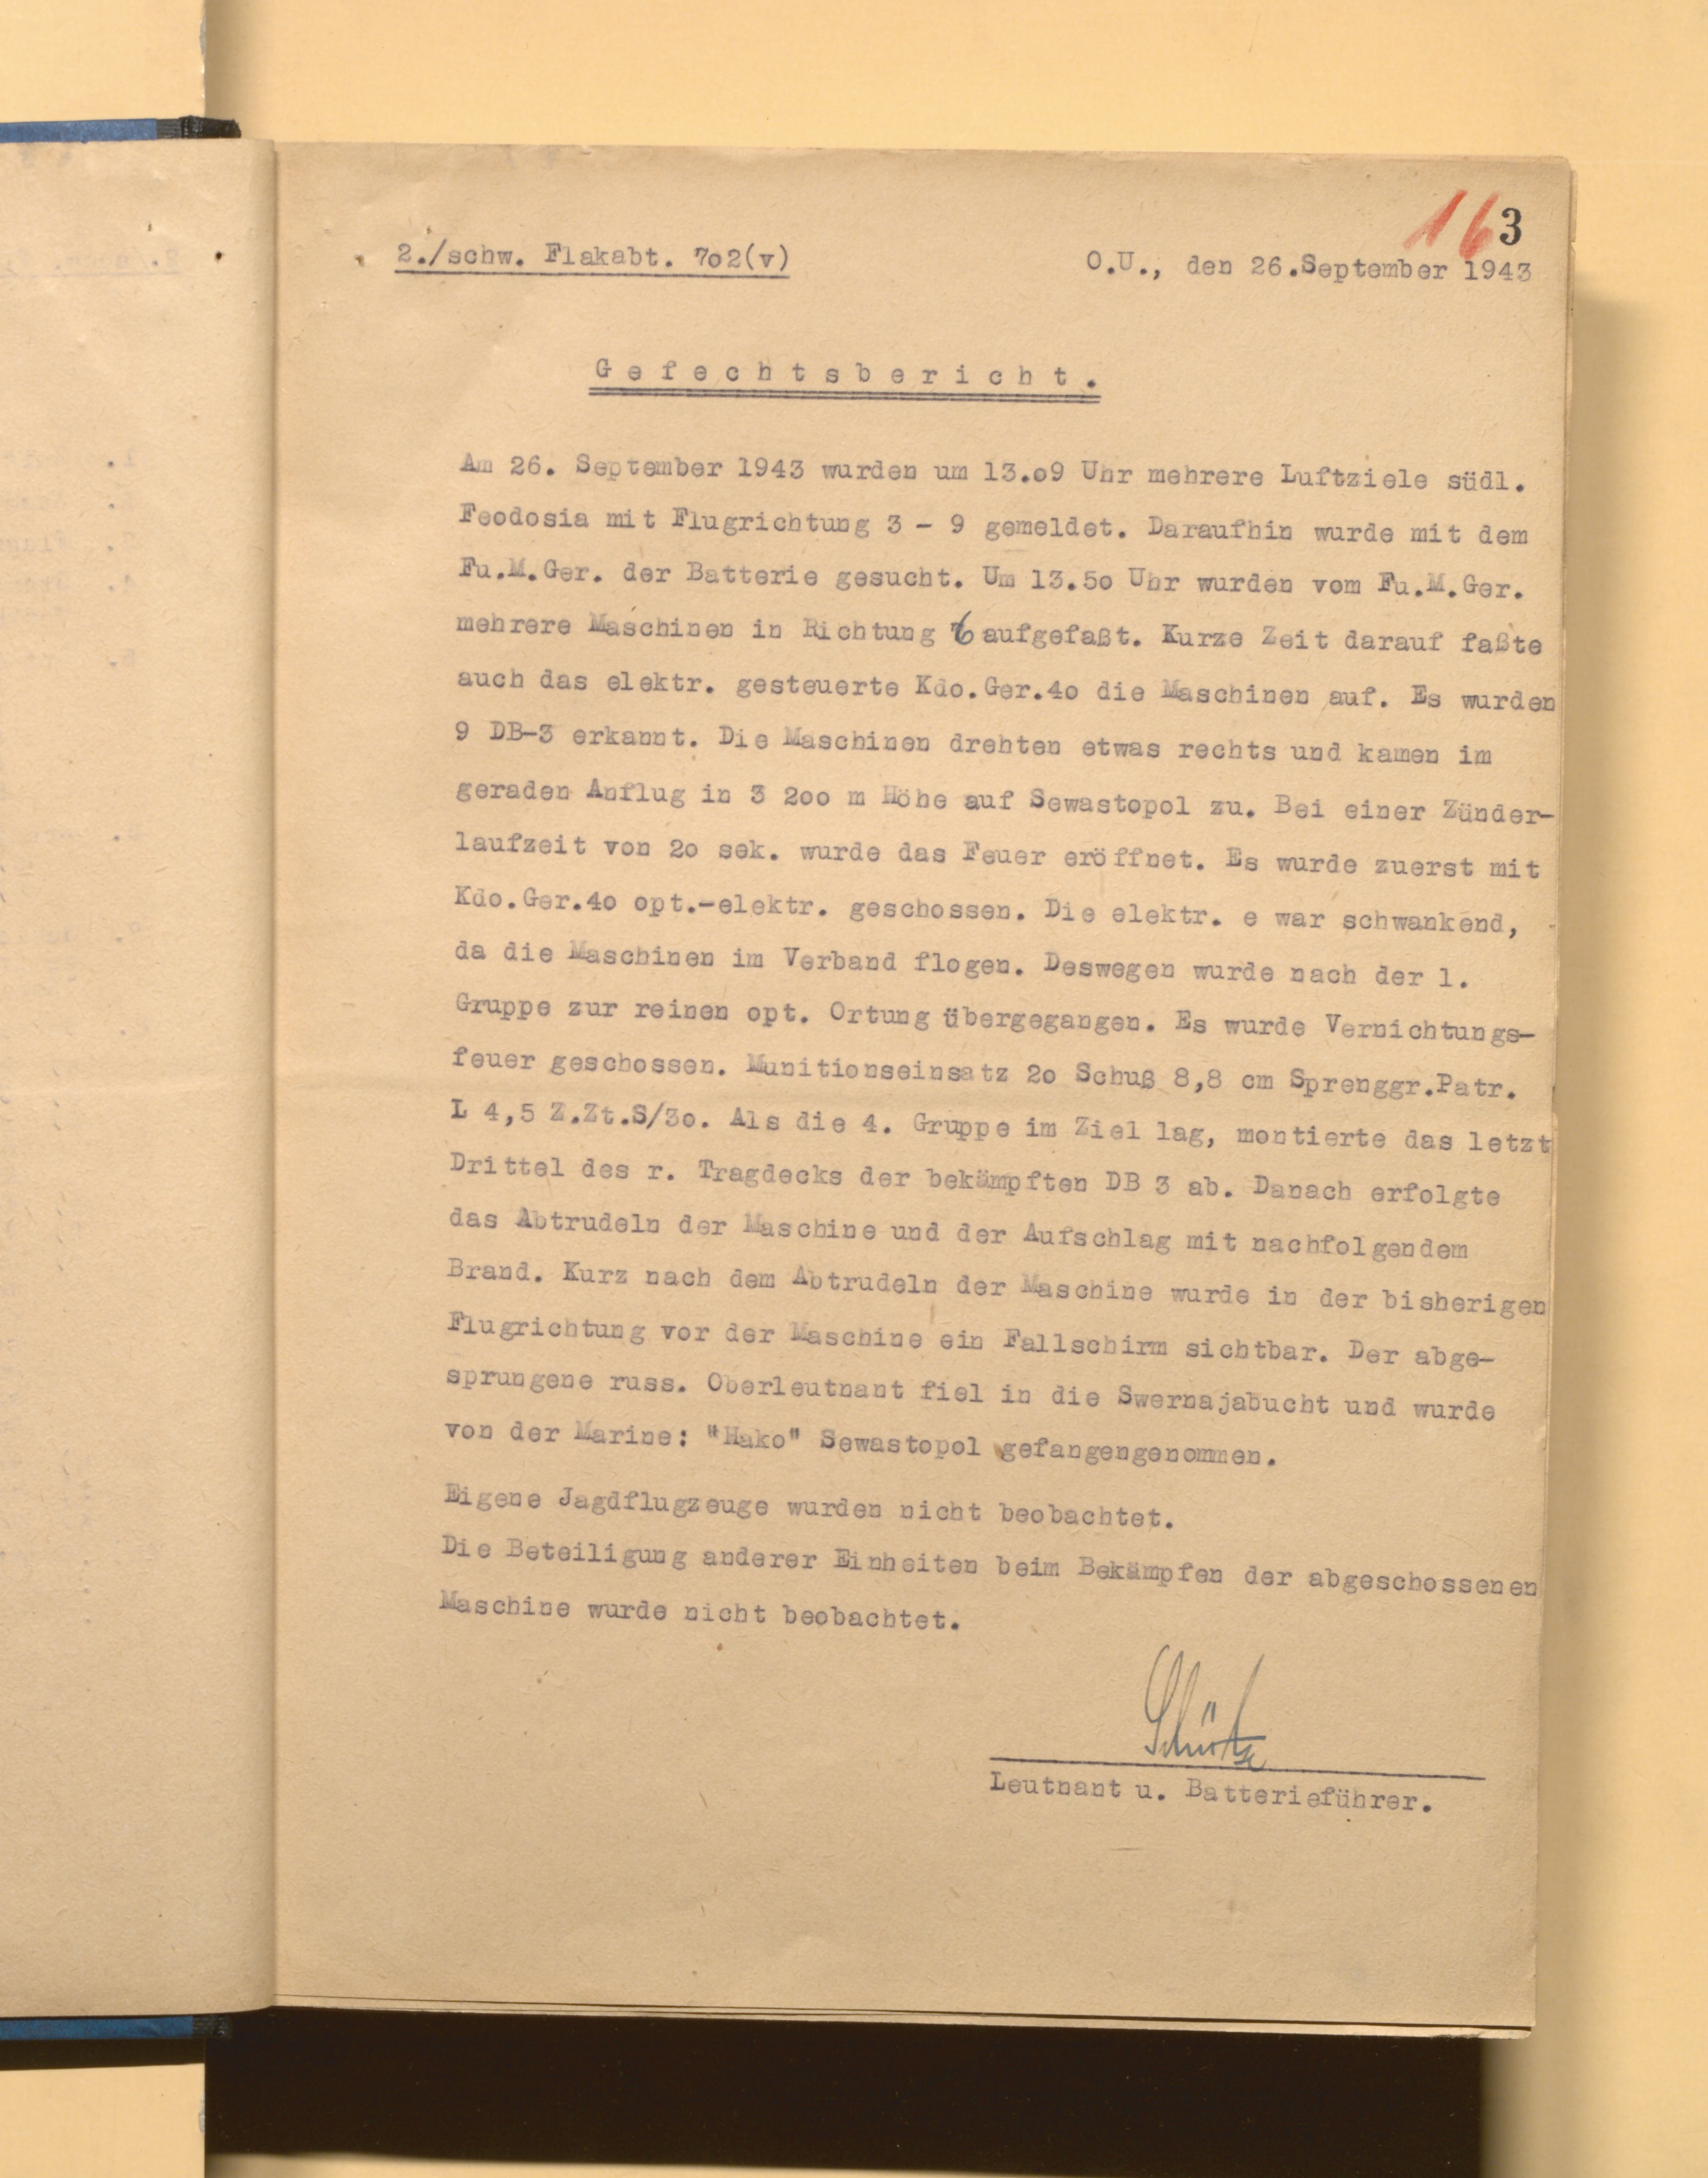 16 3
2./schw. Flakabt. 7o2(v) O.U., den 26.September 1943
Gefechtsbericht.
Am 26. September 1943 wurden um 13.o9 Uhr mehrere Luftziele südl.
Feodosia mit Flugrichtung 3 - 9 gemeldet. Daraufhin wurde mit dem
Fu.M.Ger. der Batterie gesucht. Um 13.5o Uhr wurden vom Fu.M.Ger.
mehrere Maschinen in Richtung 6 aufgefaßt. Kurze Zeit darauf faßte
auch das elektr. gesteuerte Kdo.Ger.4o die Maschinen auf. Es wurden
9 DB-3 erkannt. Die Maschinen drehten etwas rechts und kamen im
geraden Anflug in 3 2oo m Höhe auf Sewastopol zu. Bei einer Zünder-
laufzeit von 2o sek. wurde das Feuer eröffnet. Es wurde zuerst mit
Kdo.Ger.4o opt.-elektr. geschossen. Die elektr. e war schwankend,
da die Maschinen im Verband flogen. Deswegen wurde nach der 1.
Gruppe zur reinen opt. Ortung übergegangen. Es wurde Vernichtungs-
feuer geschossen. Munitionseinsatz 2o Schuß 8,8 cm Sprenggr.Patr.
L 4,5 Z.Zt.S/3o. Als die 4. Gruppe im Ziel lag, montierte das letzt
Drittel des r. Tragdecks der bekämpften DB 3 ab. Danach erfolgte
das Abtrudeln der Maschine und der Aufschlag mit nachfolgendem
Brand. Kurz nach dem Abtrudeln der Maschine wurde in der bisherigen
Flugrichtung vor der Maschine ein Fallschirm sichtbar. Der abge-
sprungene russ. Oberleutnant fiel in die Swernajabucht und wurde
von der Marine: "Hako" Sewastopol gefangengenommen.
Eigene Jagdflugzeuge wurden nicht beobachtet.
Die Beteiligung anderer Einheiten beim Bekämpfen der abgeschossenen
Maschine wurde nicht beobachtet.
Schütze
Leutnant u. Batterieführer.